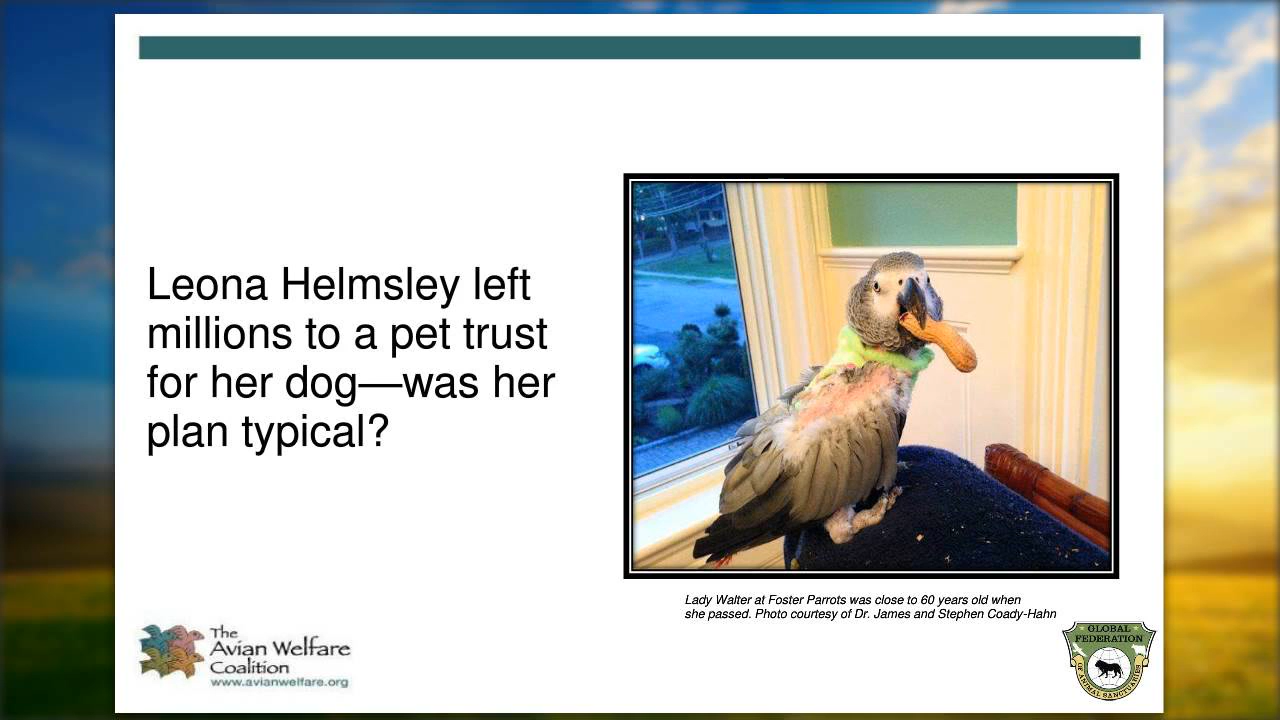 Leona Helmsley left
millions to a pet trust
for her dog—was her
plan typical?
Lady Walter at Foster Parrots was close to 60 years old when
she passed. Photo courtesy of Dr. James and Stephen Coady-Hahn
The
Avian Welfare
Coalition
www.avianwelfare.org
GLOBAL
FEDERATION
OF ANIMAL SANCTUARIES